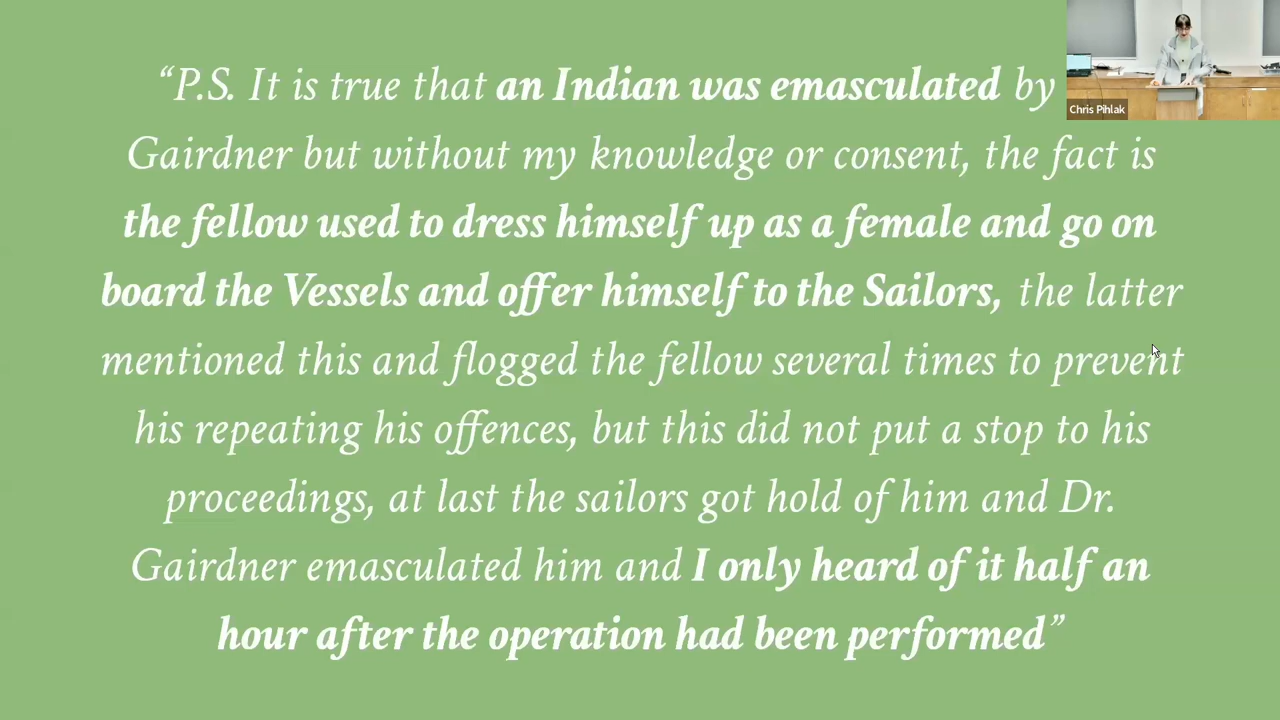 “P.S. It is true that an Indian was emasculated by
Gairdner but without my knowledge or consent, the fact is
the fellow used to dress himself up as a female and go on
board the Vessels and offer himself to the Sailors, the latter
mentioned this and flogged the fellow several times to prevent
his repeating his offences, but this did not put a stop to his
proceedings, at last the sailors got hold of him and Dr.
Gairdner emasculated him and I only heard of it half an
hour after the operation had been performed”
Chris Pihlak